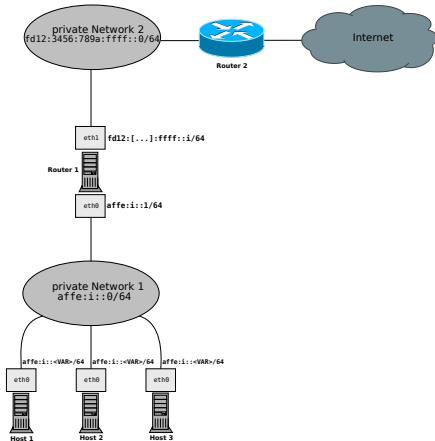 private Network 2
fd12:3456:789a:ffff::0/64
Internet
Router 2
eth1
fd12:[...]:ffff::i/64
Router 1
eth0
affe:i::1/64
private Network 1
affe:i::0/64
affe:i::<VAR>/64
affe:i::<VAR>/64
affe:i::<VAR>/64
eth0
eth0
eth0
Host 1
Host 2
Host 3